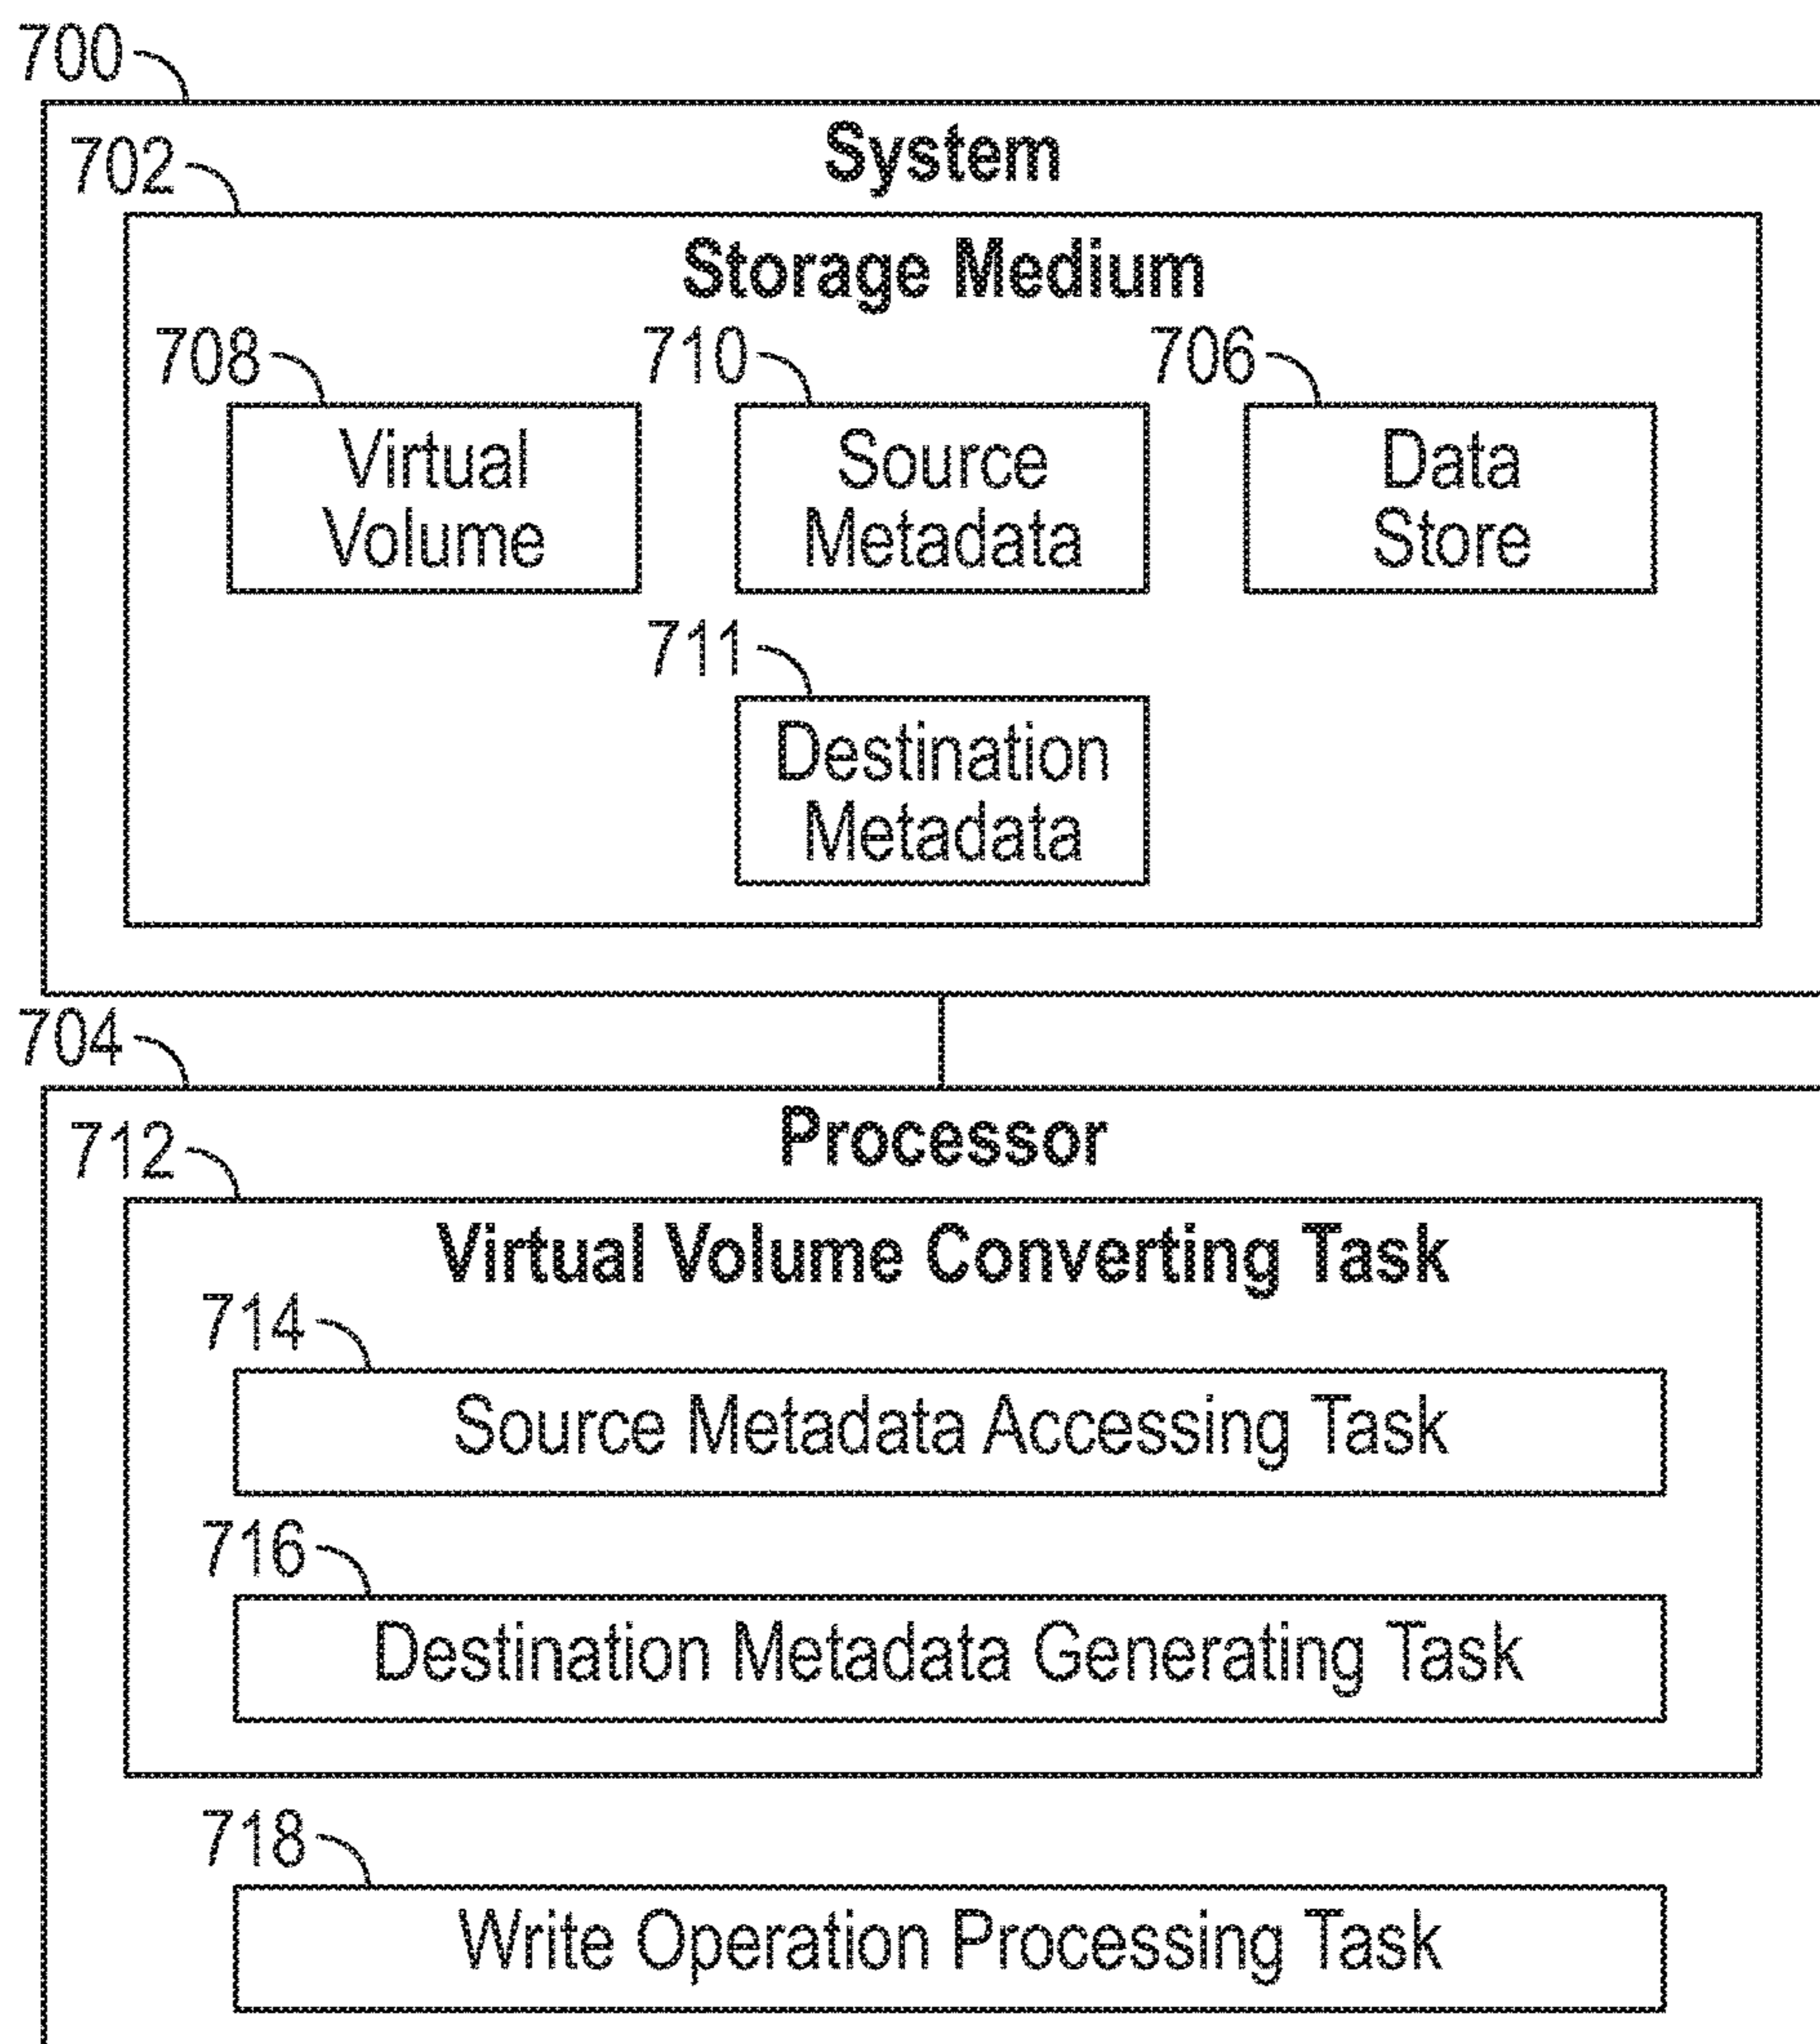 700
System
702
Storage Medium
708
710
706
Virtual
Volume
Source
Metadata
Data
Store
711
Destination
Metadata
704
Processor
712
Virtual Volume Converting Task
714
Source Metadata Accessing Task
716
Destination Metadata Generating Task
718
Write Operation Processing Task